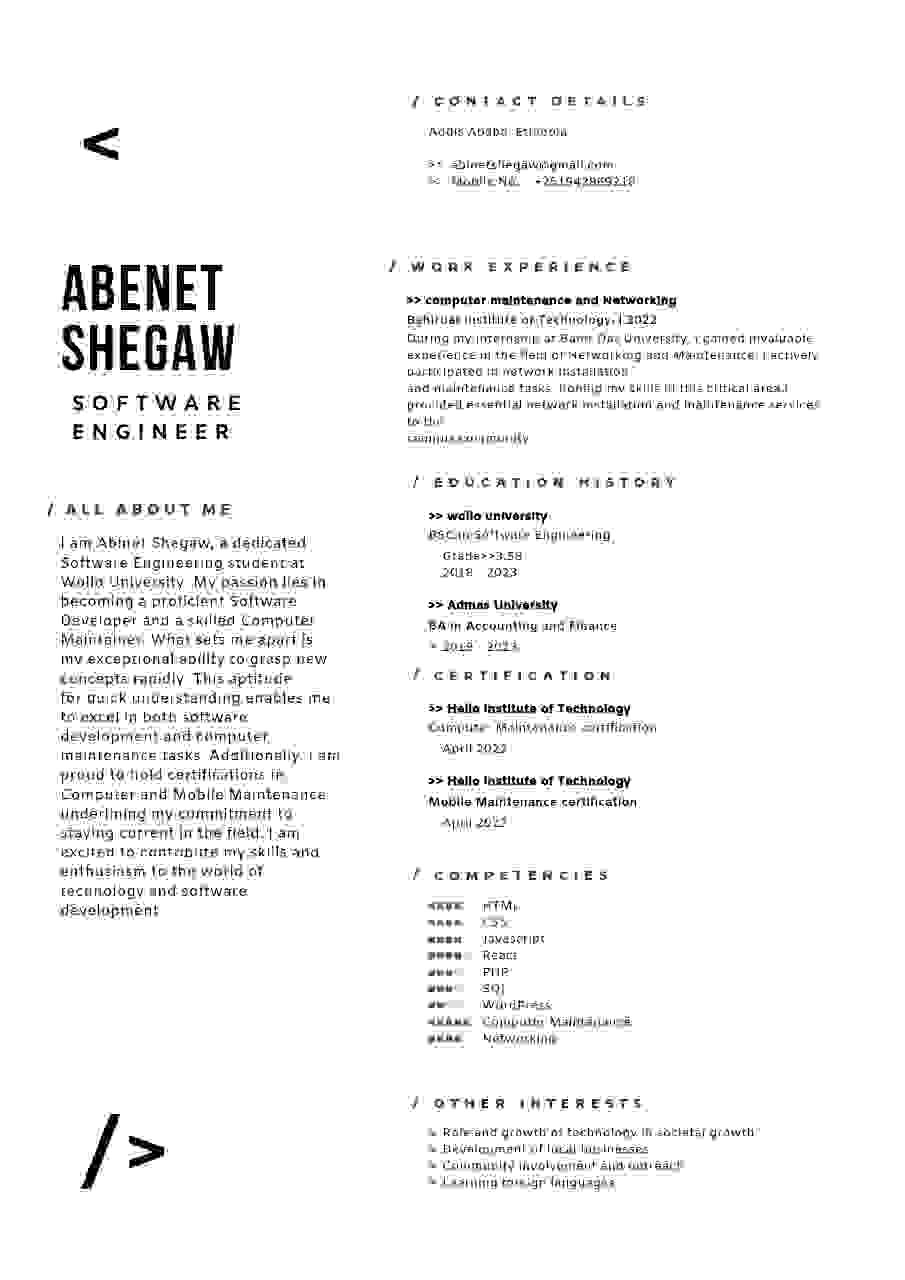 <
ABENET
SHEGAW
SOFTWARE
ENGINEER
/ ALL ABOUT ME
I am Abinet Shegaw, a dedicated
Software Engineering student at
Wollo University. My passion lies in
becoming a proficient Software
Developer and a skilled Computer
Maintainer. What sets me apart is
my exceptional ability to grasp new
concepts rapidly. This aptitude
for quick understanding enables me
to excel in both software
development and computer
maintenance tasks. Additionally, I am
proud to hold certifications in
Computer and Mobile Maintenance
underlining my commitment to
staying current in the field. I am
excited to contribute my skills and
enthusiasm to the world of
technology and software
development
/>
/ CONTACT DETAILS
Addis Ababa, Ethiopia
>> abinetshegaw@gmail.com
>> Mobile No.
/ WORK EXPERIENCE
>> computer maintenance and Networking
Institute of Technology, | 2022
During my internship at Bahir Dar University, I gained invaluable
experience in the field of Networking and Maintenance. I actively
participated in network installation
and maintenance tasks, honing my skills in this critical area.I
provided essential network installation and maintenance services
to the
campus
/ EDUCATION HISTORY
>> wollo university
BSC in Software Engineering
Grade>>3.58
2018 2023
>> Admas University
BA in Accounting and Finance
> 2019 2023
/ CERTIFICATION
>> Hello Institute of Technology
Computer Maintenance certification
April 2022
>> Hello Institute of Technology
Mobile Maintenance certification
April 2022
/ COMPETENCIES
HTML
CSS
Javascript
React
PHP
SQL
WordPress
Computer Maintenance
Networking
/ OTHER INTERESTS
> Role and growth of technology in societal growth
> Development of local businesses
> Community involvement and outreach
> Learning foreign languages